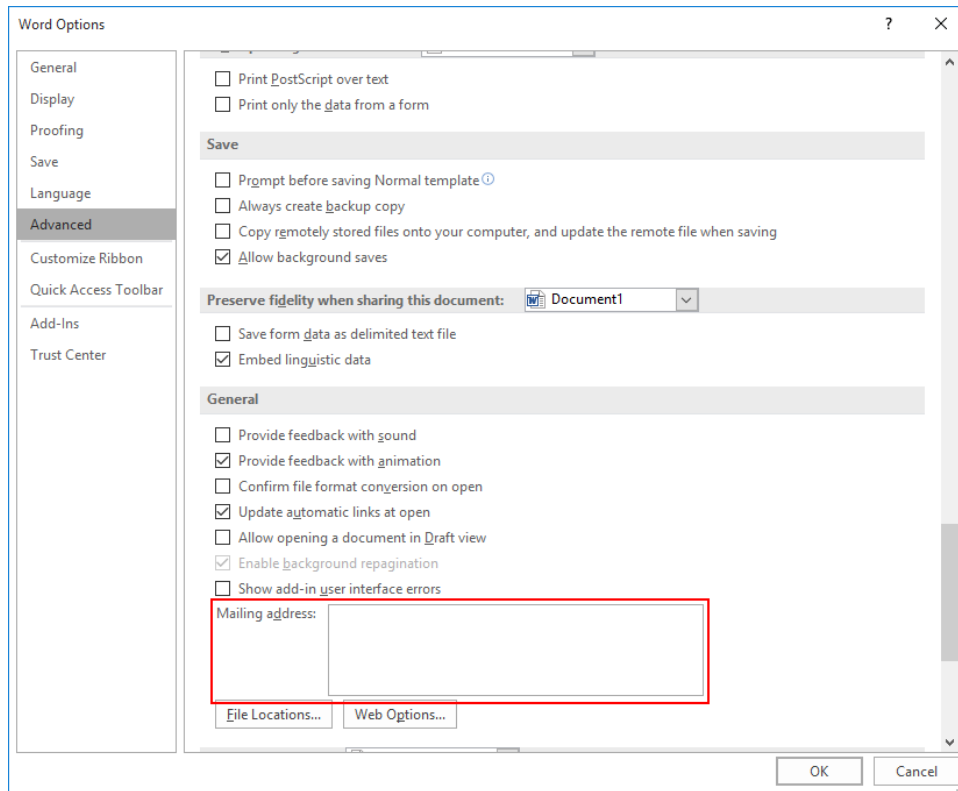 Word Options
?
General
Display
Proofing
Save
Language
Advanced
Customize Ribbon
Quick Access Toolbar
Add-Ins
Trust Center
Print PostScript over text
Print only the data from a form
Save
Prompt before saving Normal template
Always create backup copy
Copy remotely stored files onto your computer, and update the remote file when saving
Allow background saves
Preserve fidelity when sharing this document: Document1
Save form data as delimited text file
Embed linguistic data
General
Provide feedback with sound
Provide feedback with animation
Confirm file format conversion on open
Update automatic links at open
Allow opening a document in Draft view
Enable background repagination
Show add-in user interface errors
Mailing address:
File Locations... Web Options...
OK Cancel